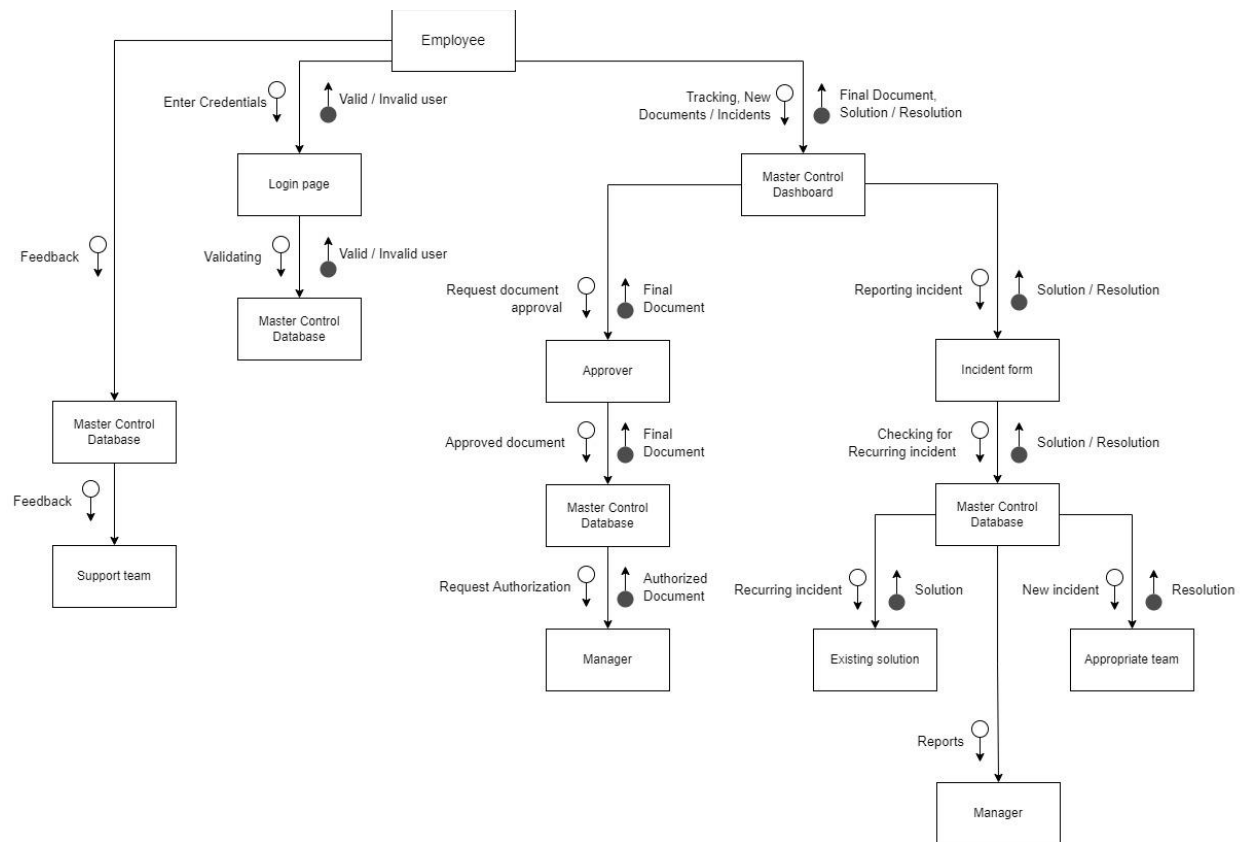 Employee
Enter Credentials
Valid / Invalid user
Tracking, New
Documents / Incidents
Final Document,
Solution / Resolution
Login page
Master Control
Dashboard
Feedback
Validating
Valid / Invalid user
Request document
approval
Final
Document
Reporting incident
Solution / Resolution
Master Control
Database
Approver
Incident form
Master Control
Database
Approved document
Final
Document
Checking for
Recurring incident
Solution / Resolution
Feedback
Master Control
Database
Master Control
Database
Support team
Request Authorization
Authorized
Document
Recurring incident
Solution
New incident
Resolution
Manager
Existing solution
Appropriate team
Reports
Manager